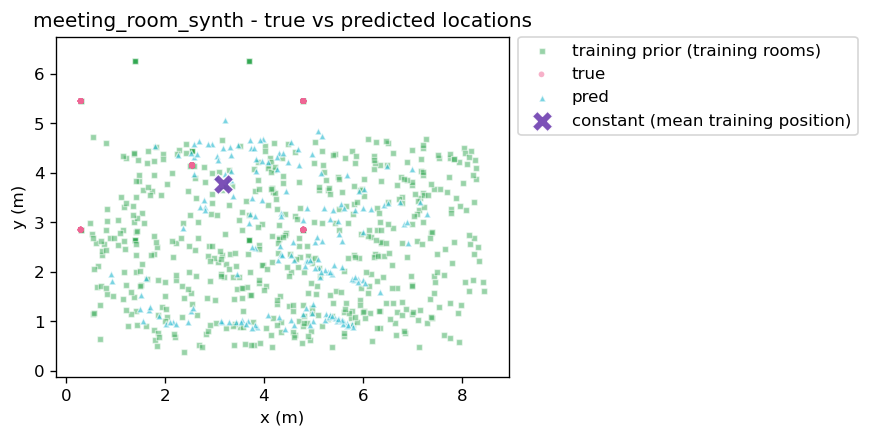 meeting_room_synth - true vs predicted locations
training prior (training rooms)
true
pred
constant (mean training position)
y (m)
6
5
4
3
2
1
0
0 2 4 6 8
x (m)